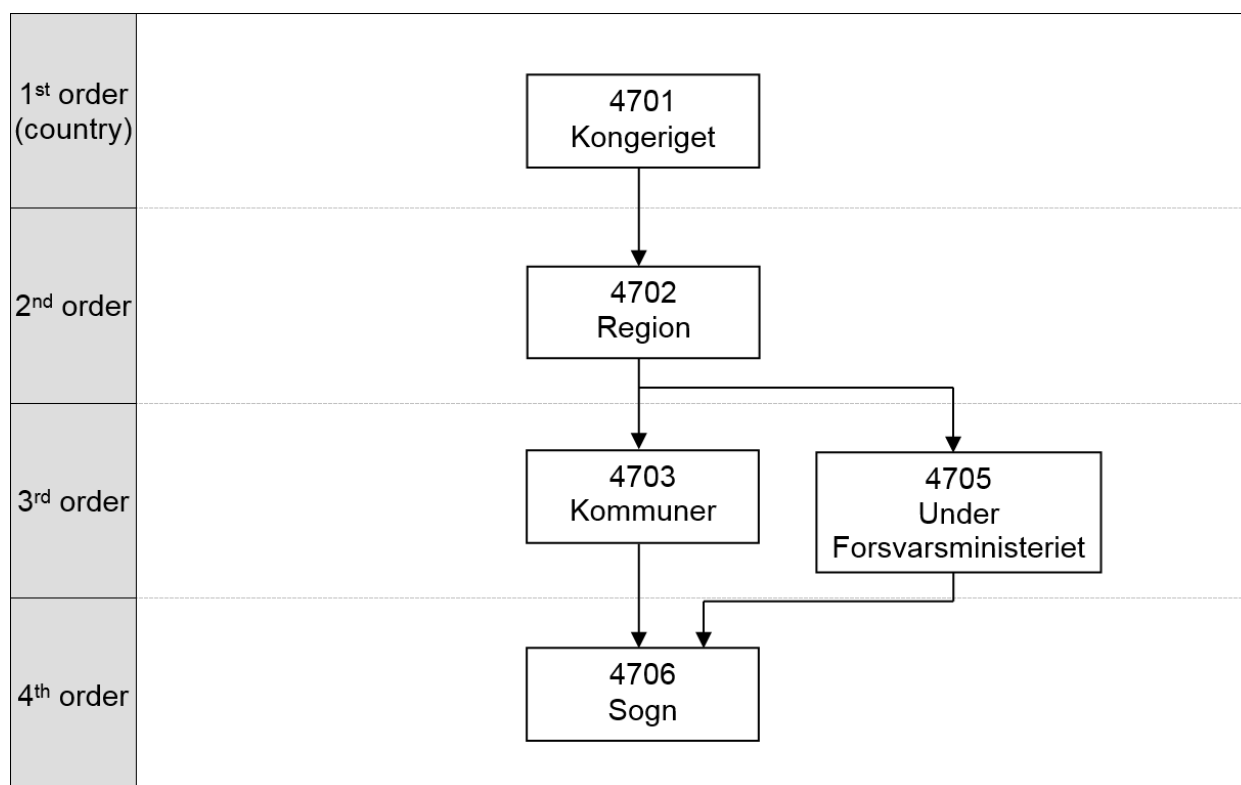 1st order
(country)
4701
Kongeriget
2nd order
4702
Region
3rd order
4703
Kommuner
4705
Under
Forsvarsministeriet
4th order
4706
Sogn